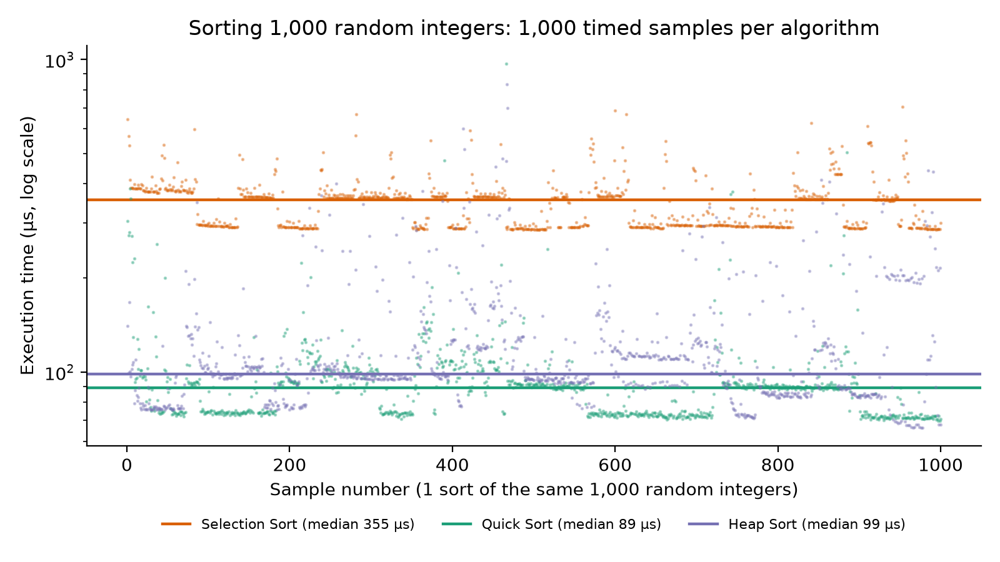 Sorting 1,000 random integers: 1,000 timed samples per algorithm
Execution time (µs, log scale)
10³
10²
0 200 400 600 800 1000
Sample number (1 sort of the same 1,000 random integers)
Selection Sort (median 355 µs) Quick Sort (median 89 µs) Heap Sort (median 99 µs)